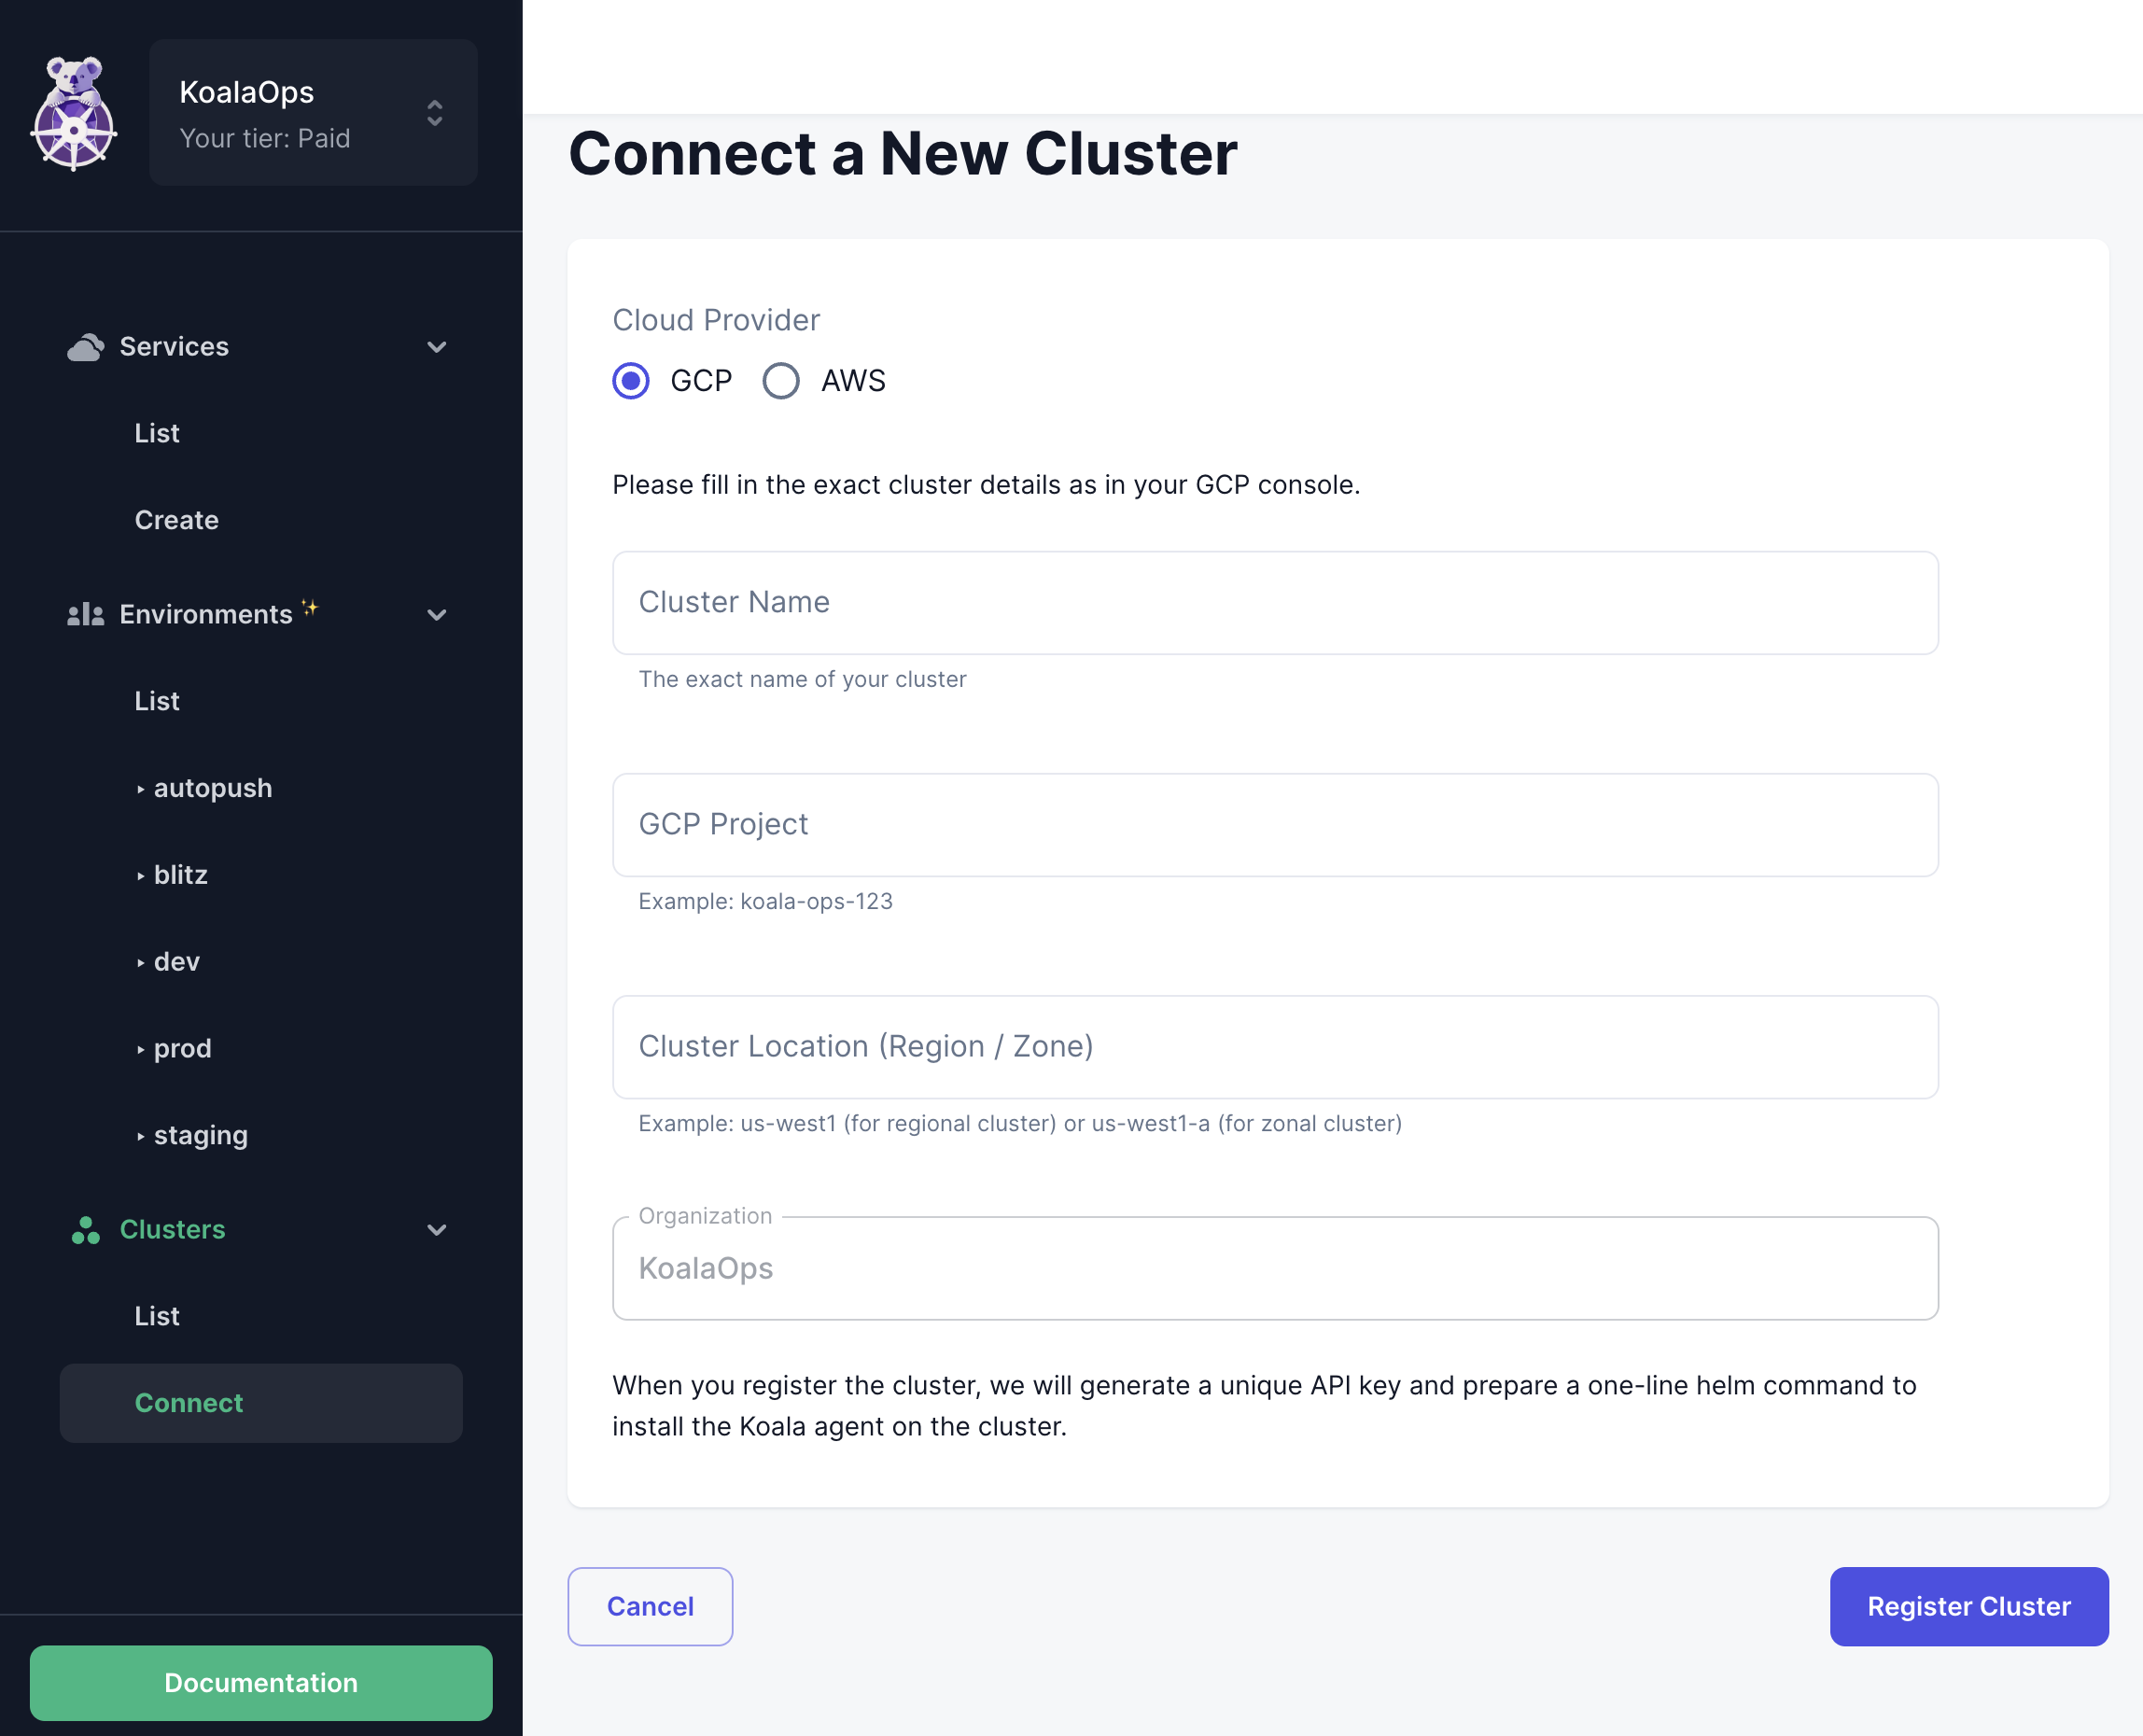 KoalaOps
Your tier: Paid
Services
List
Create
Environments
List
autopush
blitz
dev
prod
staging
Clusters
List
Connect
Documentation
Connect a New Cluster
Cloud Provider
GCP
AWS
Please fill in the exact cluster details as in your GCP console.
Cluster Name
The exact name of your cluster
GCP Project
Example: koala-ops-123
Cluster Location (Region / Zone)
Example: us-west1 (for regional cluster) or us-west1-a (for zonal cluster)
Organization
KoalaOps
When you register the cluster, we will generate a unique API key and prepare a one-line helm command to
install the Koala agent on the cluster.
Cancel
Register Cluster